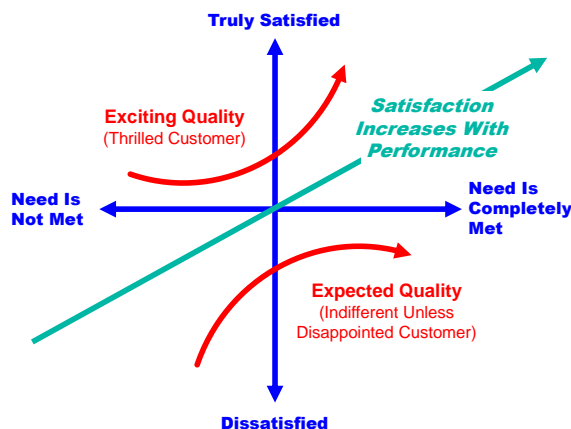 Truly Satisfied
Exciting Quality
(Thrilled Customer)
Satisfaction
Increases With
Performance
Need Is
Not Met
Need Is
Completely
Met
Expected Quality
(Indifferent Unless
Disappointed Customer)
Dissatisfied